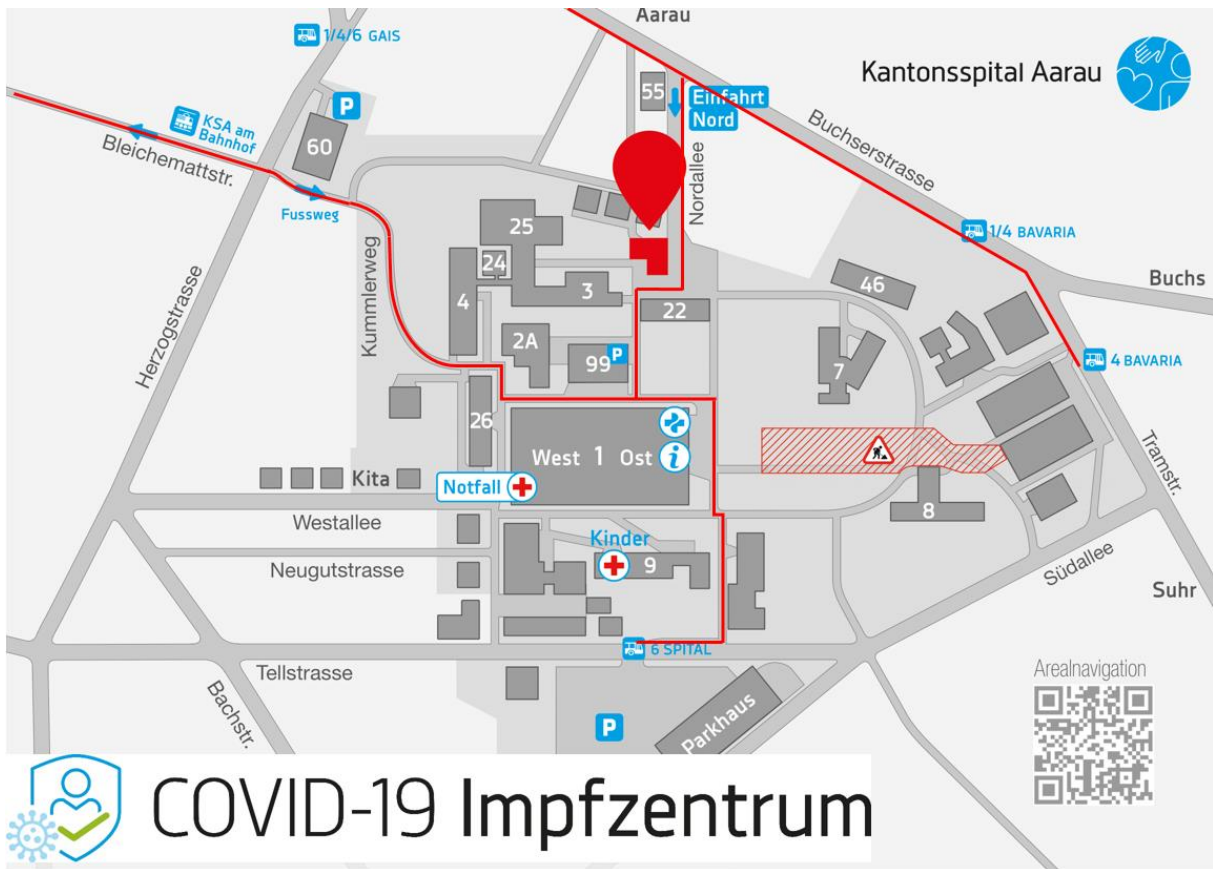 Aarau
1/4/6 GAIS
Kantonsspital Aarau
55
Einfahrt
Nord
P
KSA am
Bahnhof
60
Bleichemattstr.
Buchserstrasse
Nordallee
Fussweg
25
1/4 BAVARIA
24
46
Buchs
Kummlerweg
Herzogstrasse
4
3
22
2A
99
P
7
4 BAVARIA
26
West 1 Ost
i
Tramstr.
Kita
Notfall
8
Westallee
Kinder
9
Neugutstrasse
Südallee
Suhr
6 SPITAL
Tellstrasse
Arealnavigation
Bachstr.
P
Parkhaus
COVID-19 Impfzentrum